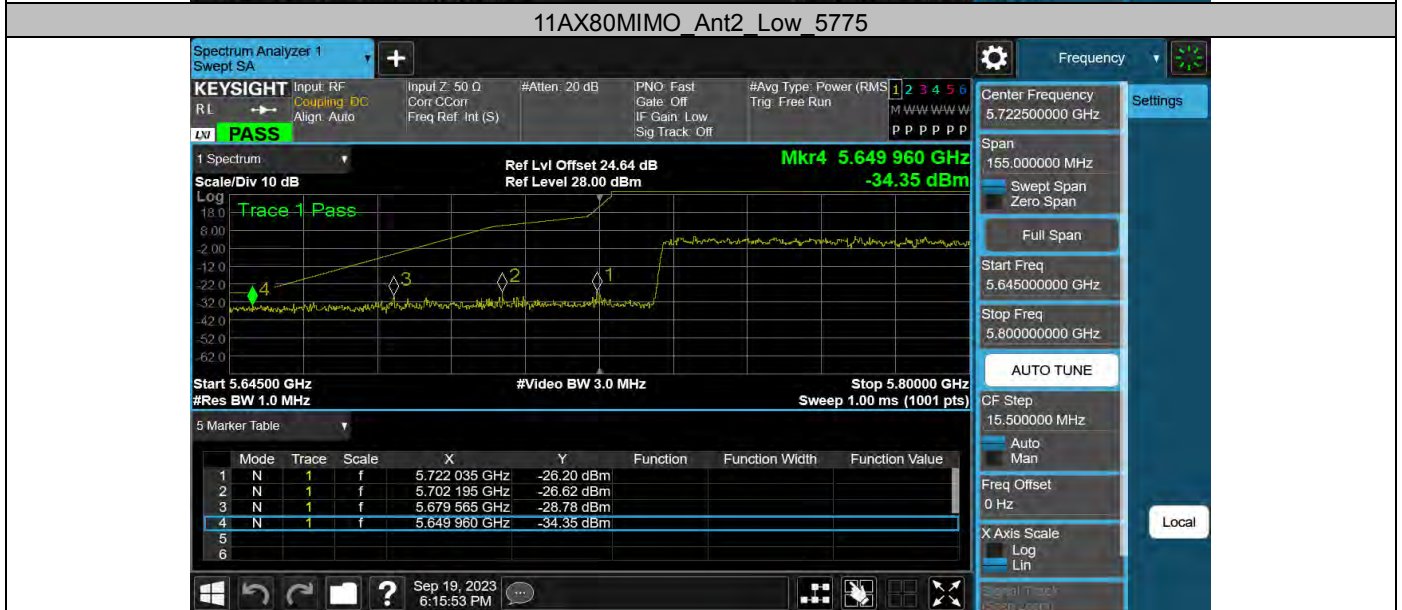 11AX80MIMO_Ant2_Low_5775
Spectrum Analyzer 1
Swept SA
Frequency
KEYSIGHT
RL
LXI
PASS
Input: RF
Coupling: DC
Align: Auto
Input Z: 50 Ω
Corr CCorr
Freq Ref: Int (S)
#Atten: 20 dB
PNO: Fast
Gate: Off
IF Gain: Low
Sig Track: Off
#Avg Type: Power (RMS
Trig: Free Run
1 2 3 4 5 6
M W W W W W
P P P P P P
1 Spectrum
Scale/Div 10 dB
Ref Lvl Offset 24.64 dB
Ref Level 28.00 dBm
Mkr4 5.649 960 GHz
-34.35 dBm
Log
Trace 1 Pass
18.0
8.00
-2.00
-12.0
-22.0
-32.0
-42.0
-52.0
-62.0
4
3
2
1
Start 5.64500 GHz
#Res BW 1.0 MHz
#Video BW 3.0 MHz
Stop 5.80000 GHz
Sweep 1.00 ms (1001 pts)
5 Marker Table
Mode Trace Scale X Y Function Function Width Function Value
1 N 1 f 5.722 035 GHz -26.20 dBm
2 N 1 f 5.702 195 GHz -26.62 dBm
3 N 1 f 5.679 565 GHz -28.78 dBm
4 N 1 f 5.649 960 GHz -34.35 dBm
5
6
Sep 19, 2023
6:15:53 PM
Center Frequency
5.722500000 GHz
Span
155.000000 MHz
Swept Span
Zero Span
Full Span
Start Freq
5.645000000 GHz
Stop Freq
5.800000000 GHz
AUTO TUNE
CF Step
15.500000 MHz
Auto
Man
Freq Offset
0 Hz
X Axis Scale
Log
Lin
Settings
Local